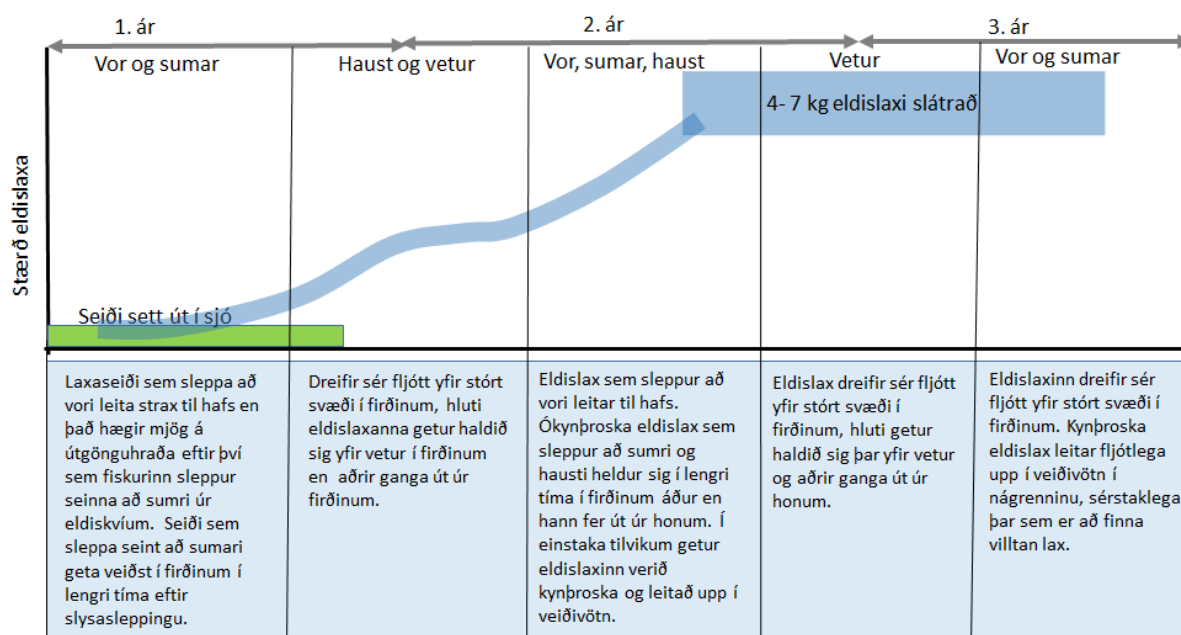 1. ár
2. ár
3. ár
Vor og sumar
Haust og vetur
Vor, sumar, haust
Vetur
Vor og sumar
4- 7 kg eldislaxi slátrað
Stærð eldislaxa
Seiði sett út í sjó
Laxaseiði sem sleppa að
vori leita strax til hafs en
það hægir mjög á
útgönguhraða eftir því
sem fiskurinn sleppur
seinna að sumri úr
eldiskvíum. Seiði sem
sleppa seint að sumari
geta veiðst í firðinum í
lengri tíma eftir
slysasleppingu.
Dreifir sér fljótt yfir stórt
svæði í firðinum, hluti
eldislaxanna getur haldið
sig yfir vetur í firðinum
en aðrir ganga út úr
firðinum.
Eldislax sem sleppur að
vori leitar til hafs.
Ókynþroska eldislax sem
sleppur að sumri og
hausti heldur sig í lengri
tíma í firðinum áður en
hann fer út úr honum. Í
einstaka tilvikum getur
eldislaxinn verið
kynþroska og leitað upp í
veiðivötn.
Eldislax dreifir sér fljótt
yfir stórt svæði í
firðinum, hluti getur
haldið sig þar yfir vetur
og aðrir ganga út úr
honum.
Eldislaxinn dreifir sér
fljótt yfir stórt svæði í
firðinum. Kynþroska
eldislax leitar fljótlega
upp í veiðivötn í
nágrenninu, sérstaklega
þar sem er að finna
villtan lax.